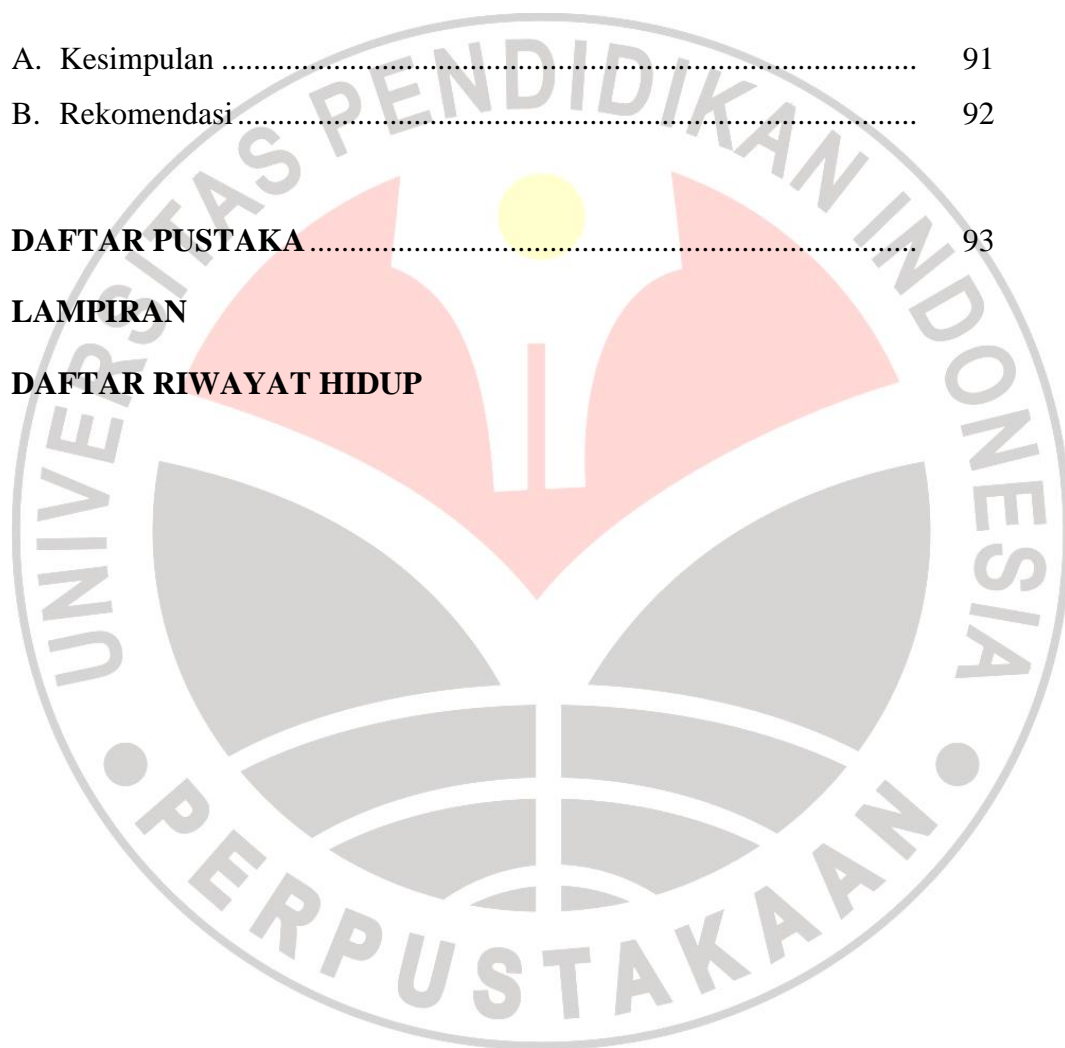 A. Kesimpulan ........................................................................................ 91
B. Rekomendasi ..................................................................................... 92
DAFTAR PUSTAKA ............................................................................. 93
LAMPIRAN
DAFTAR RIWAYAT HIDUP
UNIVERSITAS PENDIDIKAN INDONESIA
PERPUSTAKAAN